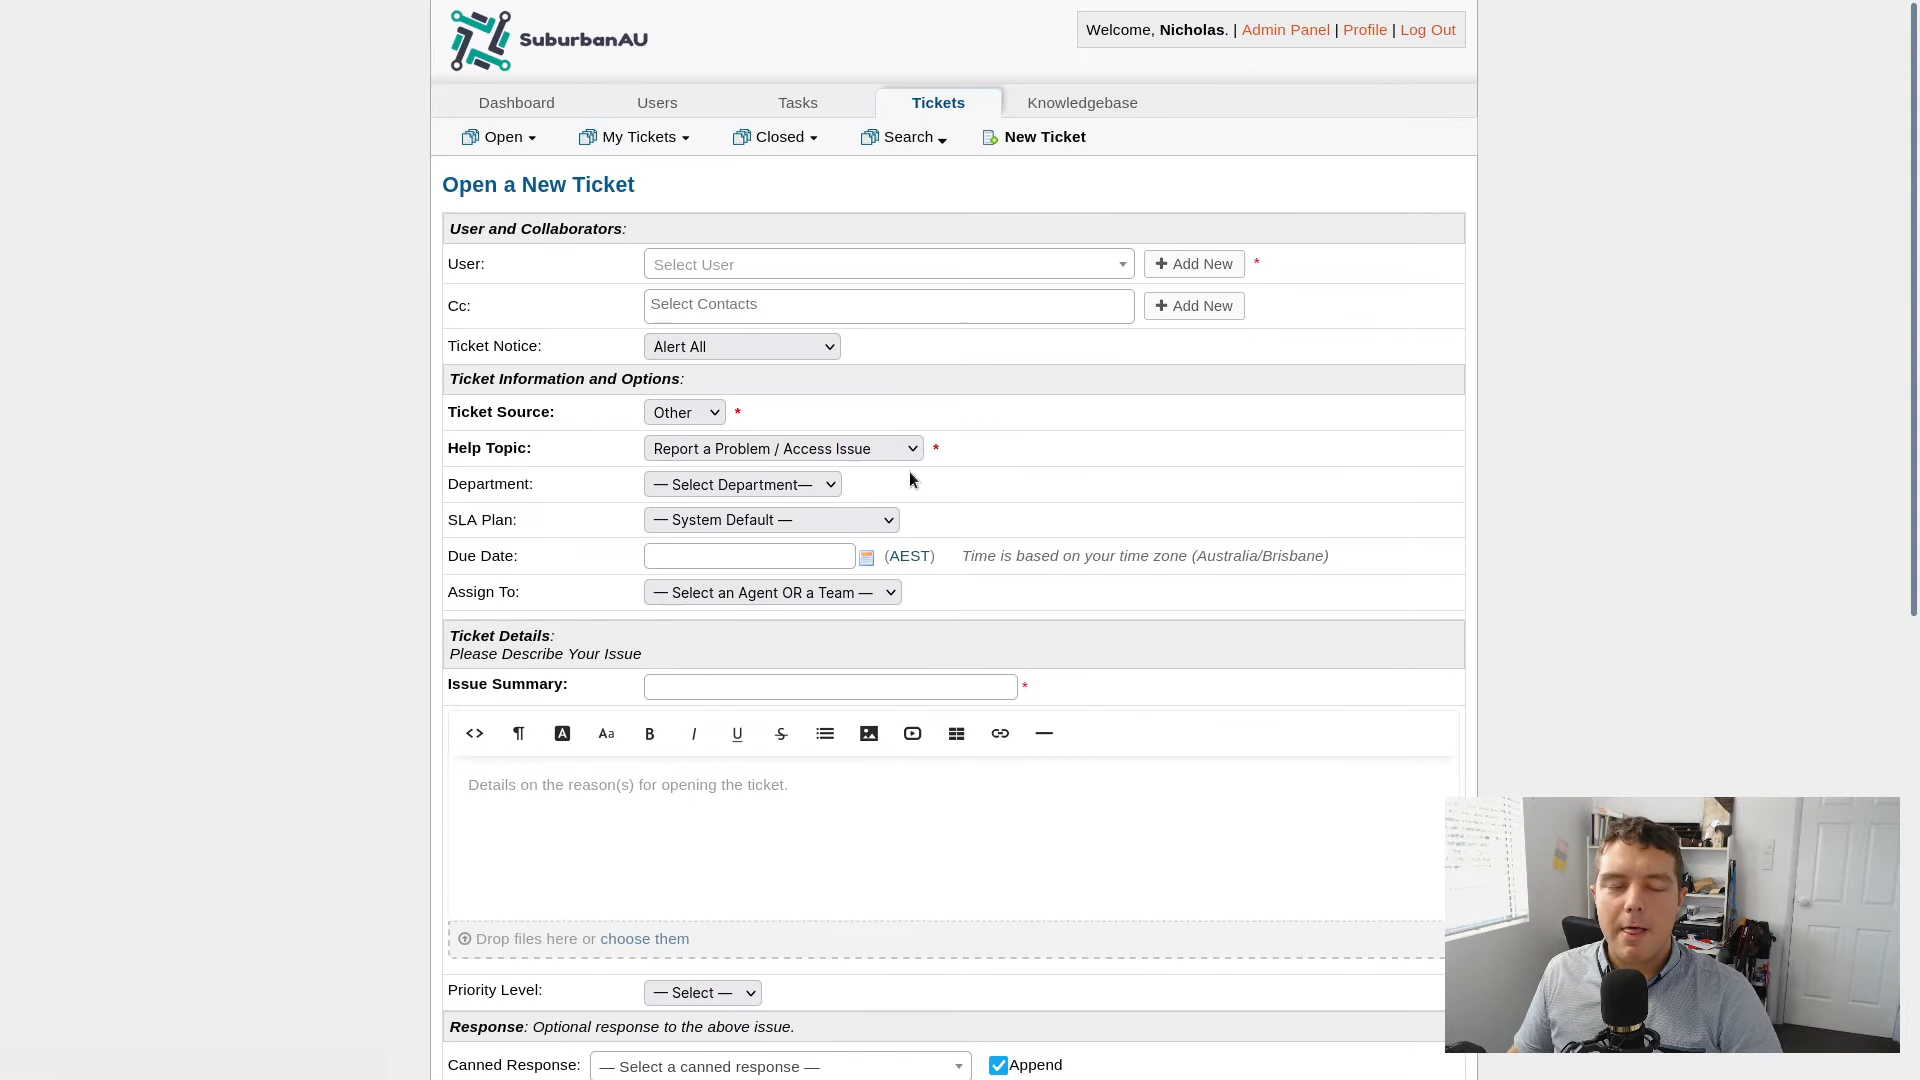 SuburbanAU
Welcome, Nicholas. | Admin Panel | Profile | Log Out
Dashboard Users Tasks Tickets Knowledgebase
Open My Tickets Closed Search New Ticket
Open a New Ticket
User and Collaborators:
User: Select User Add New *
Cc: Select Contacts Add New
Ticket Notice: Alert All
Ticket Information and Options:
Ticket Source: Other *
Help Topic: Report a Problem / Access Issue *
Department: — Select Department—
SLA Plan: — System Default —
Due Date: (AEST) Time is based on your time zone (Australia/Brisbane)
Assign To: — Select an Agent OR a Team —
Ticket Details:
Please Describe Your Issue
Issue Summary: *
<> ¶ A Aa B I U S
Details on the reason(s) for opening the ticket.
Drop files here or choose them
Priority Level: — Select —
Response: Optional response to the above issue.
Canned Response: — Select a canned response — Append